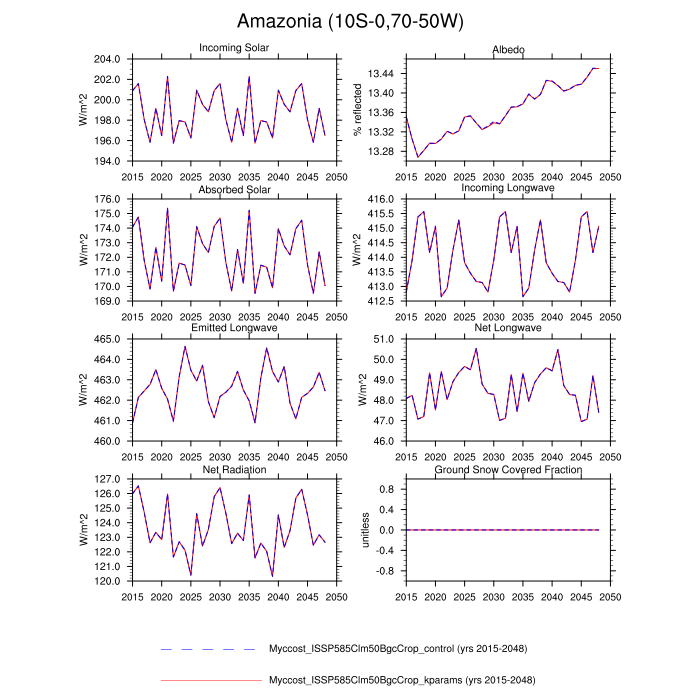 Amazonia (10S-0,70-50W)
Incoming Solar
Albedo
204.0
202.0
200.0
198.0
196.0
194.0
W/m^2
2015 2020 2025 2030 2035 2040 2045 2050
13.44
13.40
13.36
13.32
13.28
% reflected
2015 2020 2025 2030 2035 2040 2045 2050
Absorbed Solar
Incoming Longwave
176.0
175.0
174.0
173.0
172.0
171.0
170.0
169.0
W/m^2
2015 2020 2025 2030 2035 2040 2045 2050
416.0
415.5
415.0
414.5
414.0
413.5
413.0
412.5
W/m^2
2015 2020 2025 2030 2035 2040 2045 2050
Emitted Longwave
Net Longwave
465.0
464.0
463.0
462.0
461.0
460.0
W/m^2
2015 2020 2025 2030 2035 2040 2045 2050
51.0
50.0
49.0
48.0
47.0
46.0
W/m^2
2015 2020 2025 2030 2035 2040 2045 2050
Net Radiation
Ground Snow Covered Fraction
127.0
126.0
125.0
124.0
123.0
122.0
121.0
120.0
W/m^2
2015 2020 2025 2030 2035 2040 2045 2050
0.8
0.4
0.0
-0.4
-0.8
unitless
2015 2020 2025 2030 2035 2040 2045 2050
Myccost_ISSP585Clm50BgcCrop_control (yrs 2015-2048)
Myccost_ISSP585Clm50BgcCrop_kparams (yrs 2015-2048)